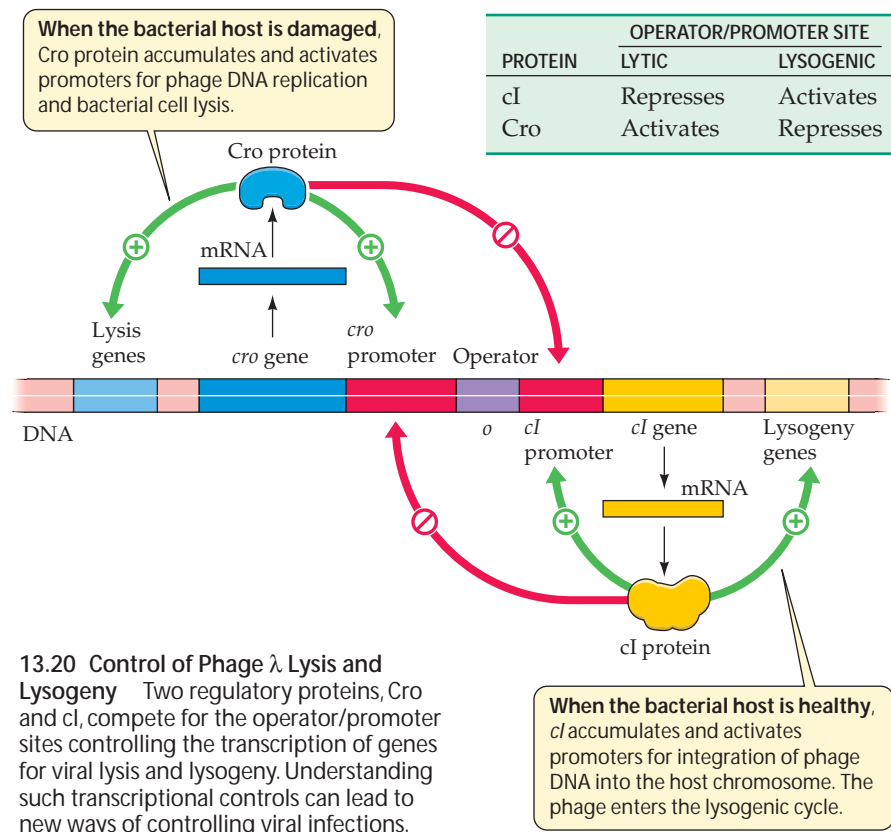 When the bacterial host is damaged,
Cro protein accumulates and activates
promoters for phage DNA replication
and bacterial cell lysis.
OPERATOR/PROMOTER SITE
PROTEIN LYTIC LYSOGENIC
cI Represses Activates
Cro Activates Represses
Cro protein
mRNA
Lysis
genes
cro gene
cro
promoter
Operator
DNA
o
cI
promoter
cI gene
Lysogeny
genes
mRNA
cI protein
13.20 Control of Phage λ Lysis and
Lysogeny Two regulatory proteins, Cro
and cI, compete for the operator/promoter
sites controlling the transcription of genes
for viral lysis and lysogeny. Understanding
such transcriptional controls can lead to
new ways of controlling viral infections.
When the bacterial host is healthy,
cI accumulates and activates
promoters for integration of phage
DNA into the host chromosome. The
phage enters the lysogenic cycle.